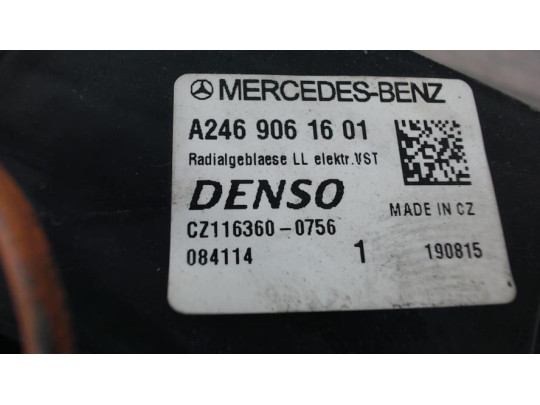 MERCEDES-BENZ
A246 906 16 01
Radialgeblaese LL elektr.VST
DENSO
MADE IN CZ
CZ116360-0756
084114 1 190815